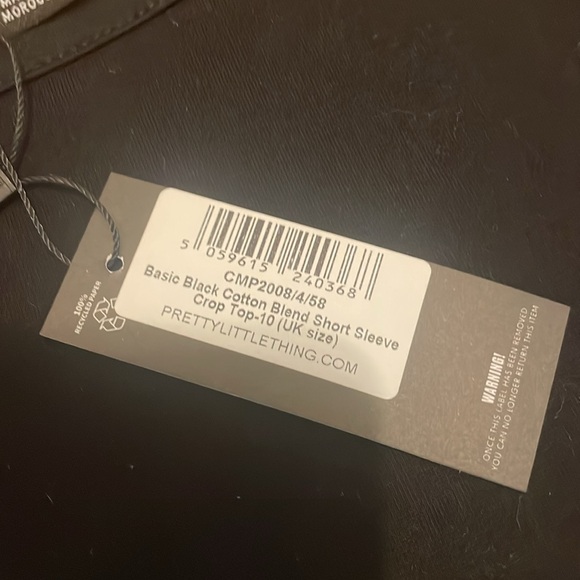 MOROC
5 059615 240368
CMP2008/4/58
Basic Black Cotton Blend Short Sleeve
Crop Top-10 (UK size)
PRETTYLITTLETHING.COM
100%
RECYCLED PAPER
WARNING!
ONCE THIS LABEL HAS BEEN REMOVED
YOU CAN NO LONGER RETURN THIS ITEM